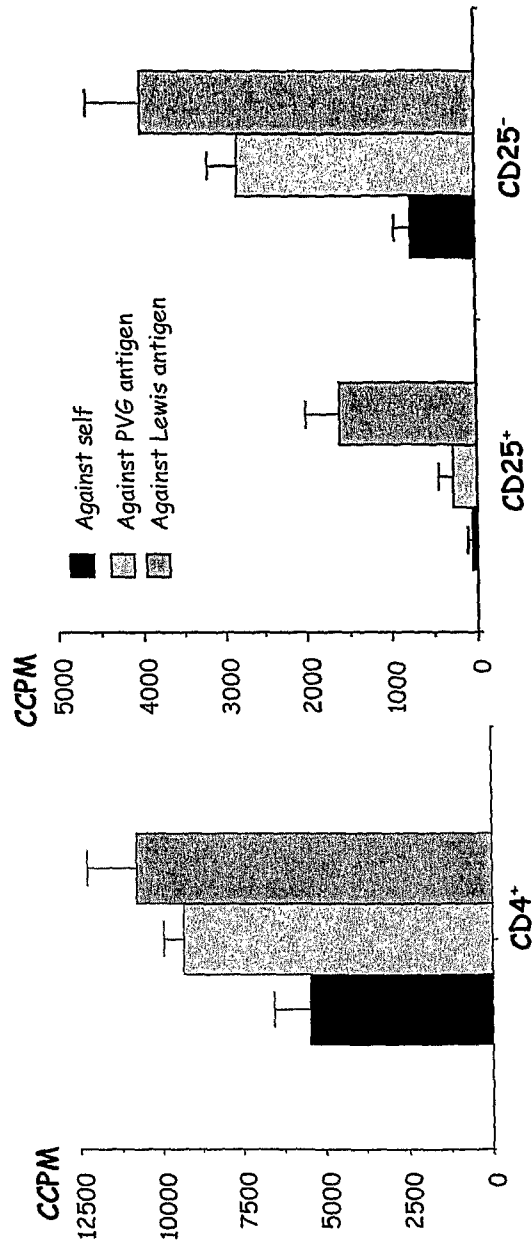 CCPM
12500
10000
7500
5000
2500
0
CD4+
CCPM
5000
4000
3000
2000
1000
0
Against self
Against PVG antigen
Against Lewis antigen
CD25+
CD25-